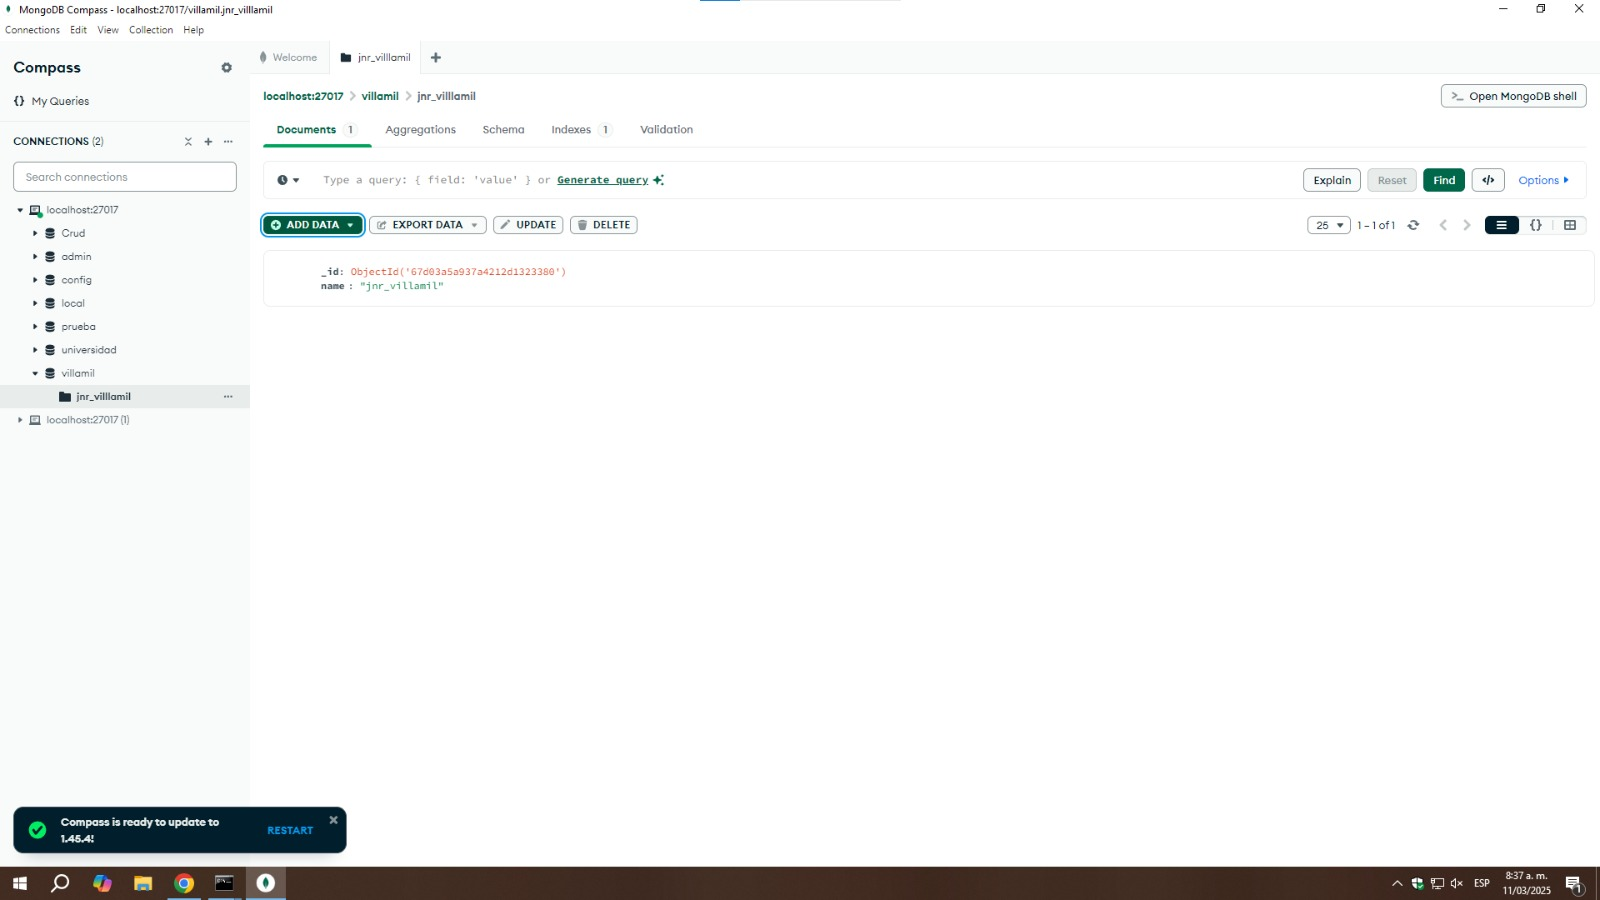 MongoDB Compass - localhost:27017/villamil.jnr_villlamil
Connections Edit View Collection Help
Compass
My Queries
CONNECTIONS (2)
Search connections
localhost:27017
Crud
admin
config
local
prueba
universidad
villamil
jnr_villlamil
localhost:27017 (1)
Welcome
jnr_villlamil
localhost:27017 > villamil > jnr_villlamil
>_ Open MongoDB shell
Documents 1 Aggregations Schema Indexes 1 Validation
Type a query: { field: 'value' } or Generate query
Explain Reset Find </> Options
ADD DATA EXPORT DATA UPDATE DELETE
25 1 – 1 of 1 {}
_id: ObjectId('67d03a5a937a4212d1323380')
name : "jnr_villamil"
Compass is ready to update to
1.45.4!
RESTART
ESP
8:37 a. m.
11/03/2025
1